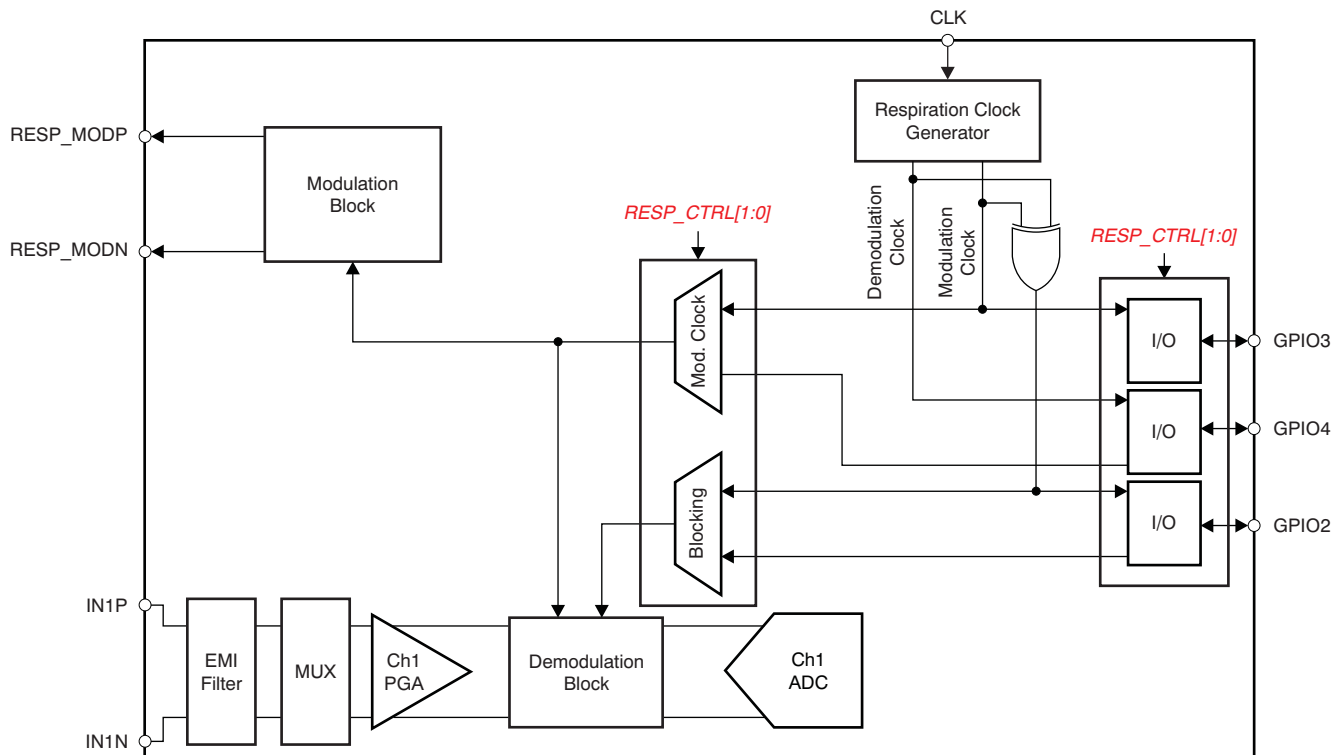 CLK
RESP_MODP
Modulation
Block
RESP_MODN
Respiration Clock
Generator
Demodulation
Clock
Modulation
Clock
RESP_CTRL[1:0]
RESP_CTRL[1:0]
Mod. Clock
Blocking
I/O
GPIO3
I/O
GPIO4
I/O
GPIO2
IN1P
IN1N
EMI
Filter
MUX
Ch1
PGA
Demodulation
Block
Ch1
ADC